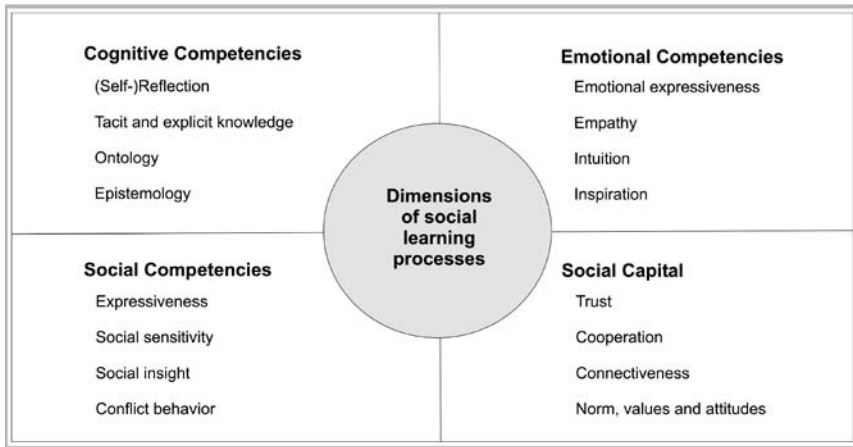 Cognitive Competencies
(Self-)Reflection
Tacit and explicit knowledge
Ontology
Epistemology
Emotional Competencies
Emotional expressiveness
Empathy
Intuition
Inspiration
Dimensions
of social
learning
processes
Social Competencies
Expressiveness
Social sensitivity
Social insight
Conflict behavior
Social Capital
Trust
Cooperation
Connectiveness
Norm, values and attitudes